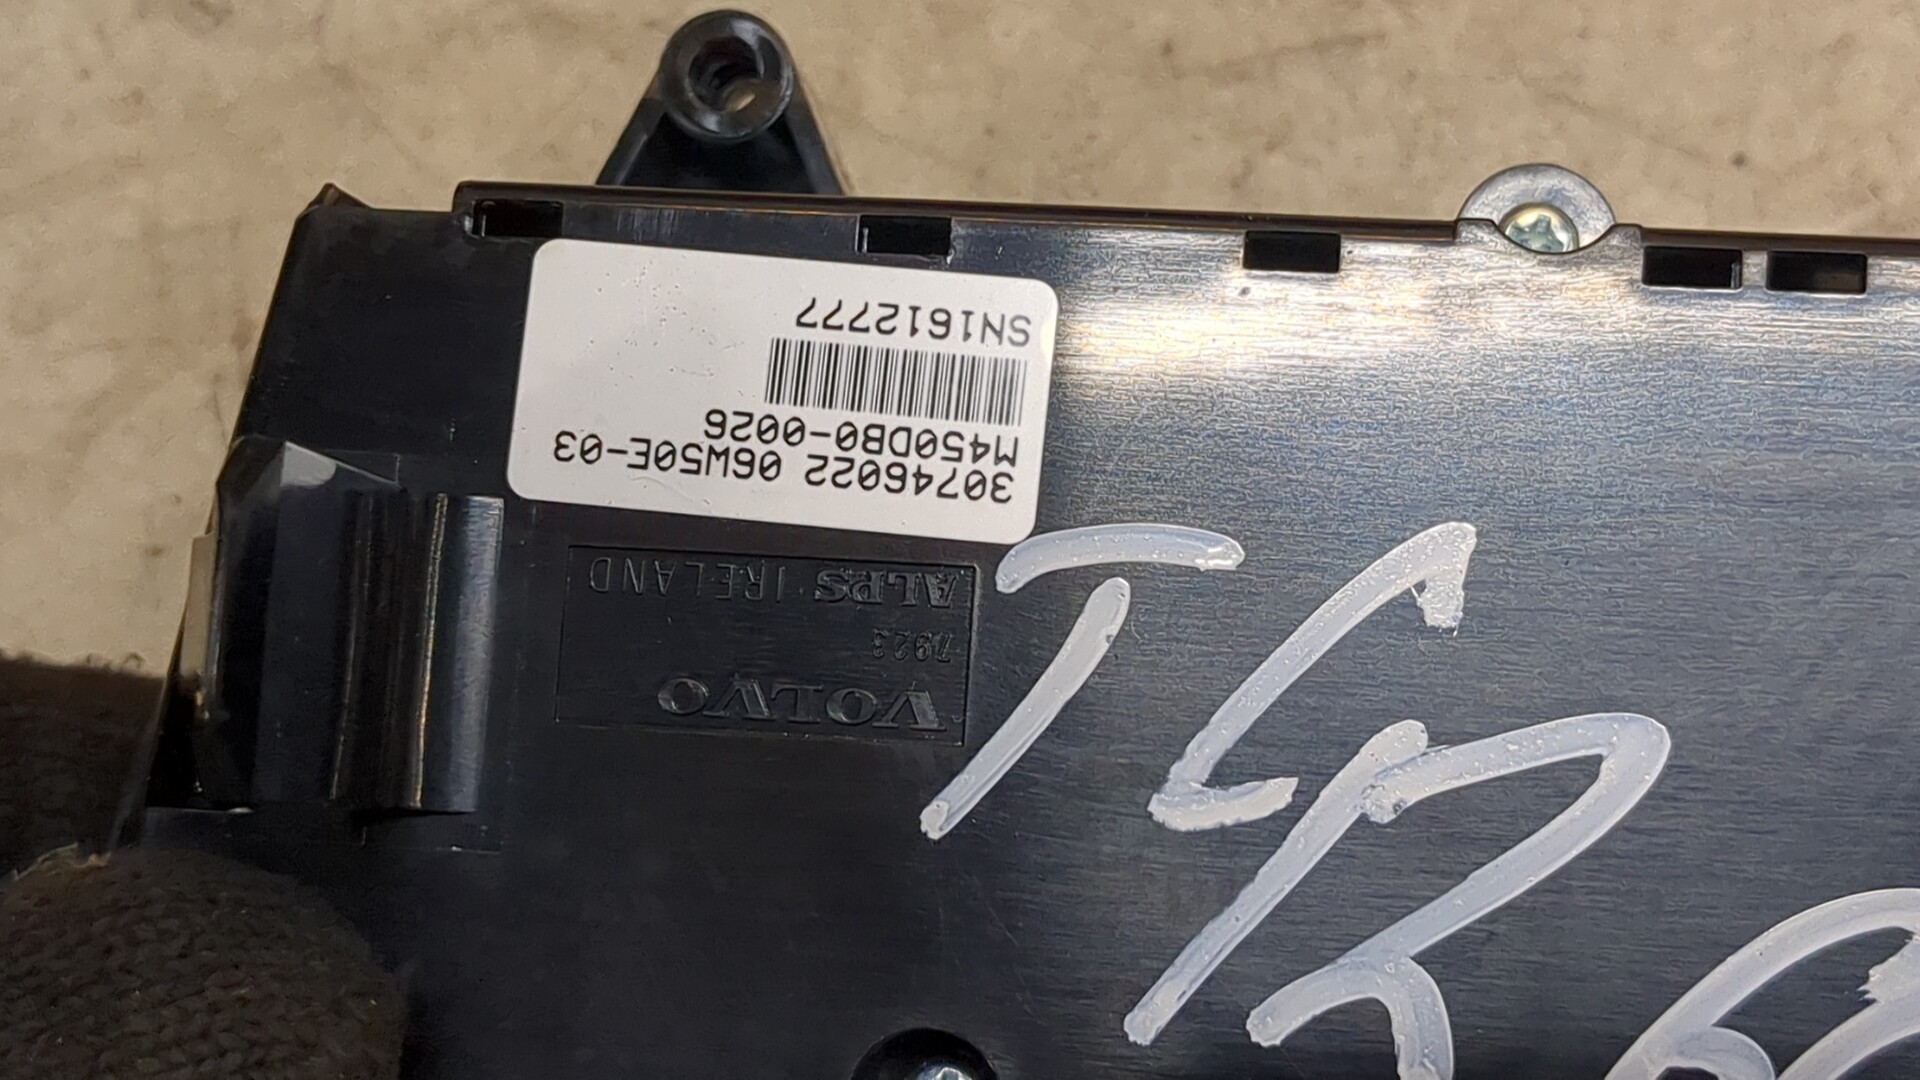 30746022 06W50E-03
M450DB0-0026
SN1612777
VOLVO
7923
ALPS IRELAND